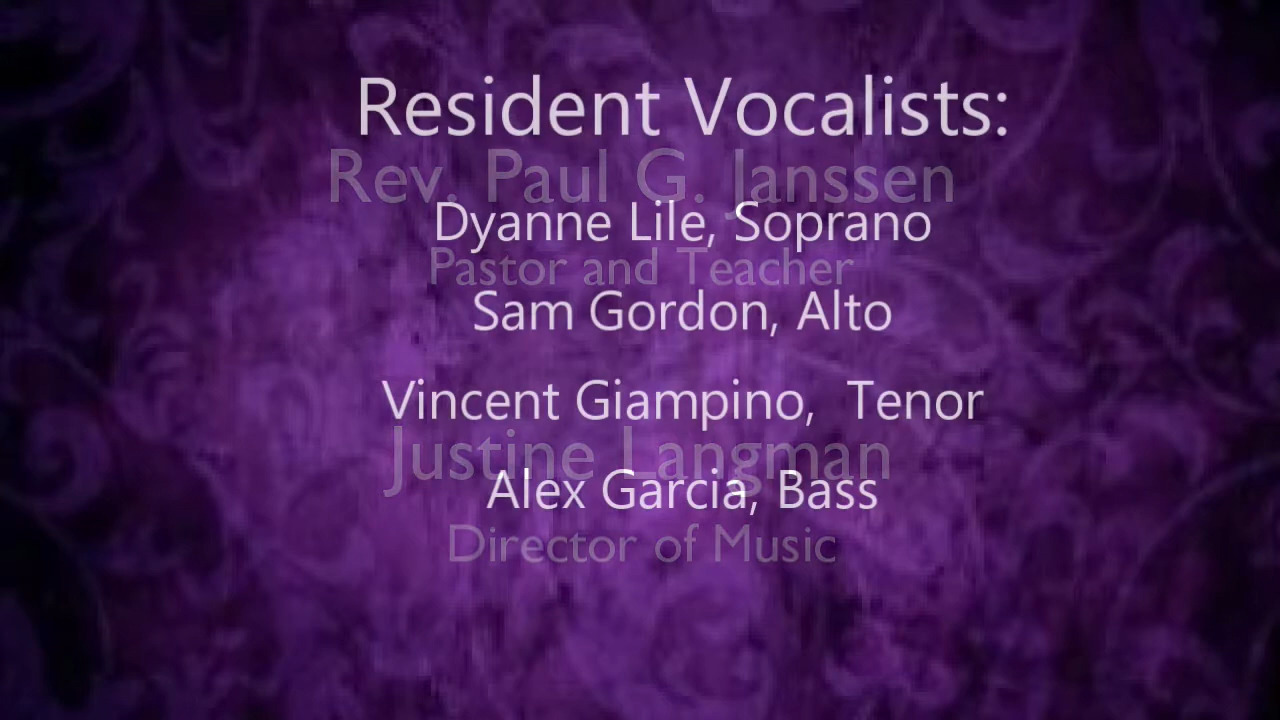 Resident Vocalists:
Rev. Paul G. Janssen
Dyanne Lile, Soprano
Pastor and Teacher
Sam Gordon, Alto
Vincent Giampino,  Tenor
Justine Langman
Alex Garcia, Bass
Director of Music